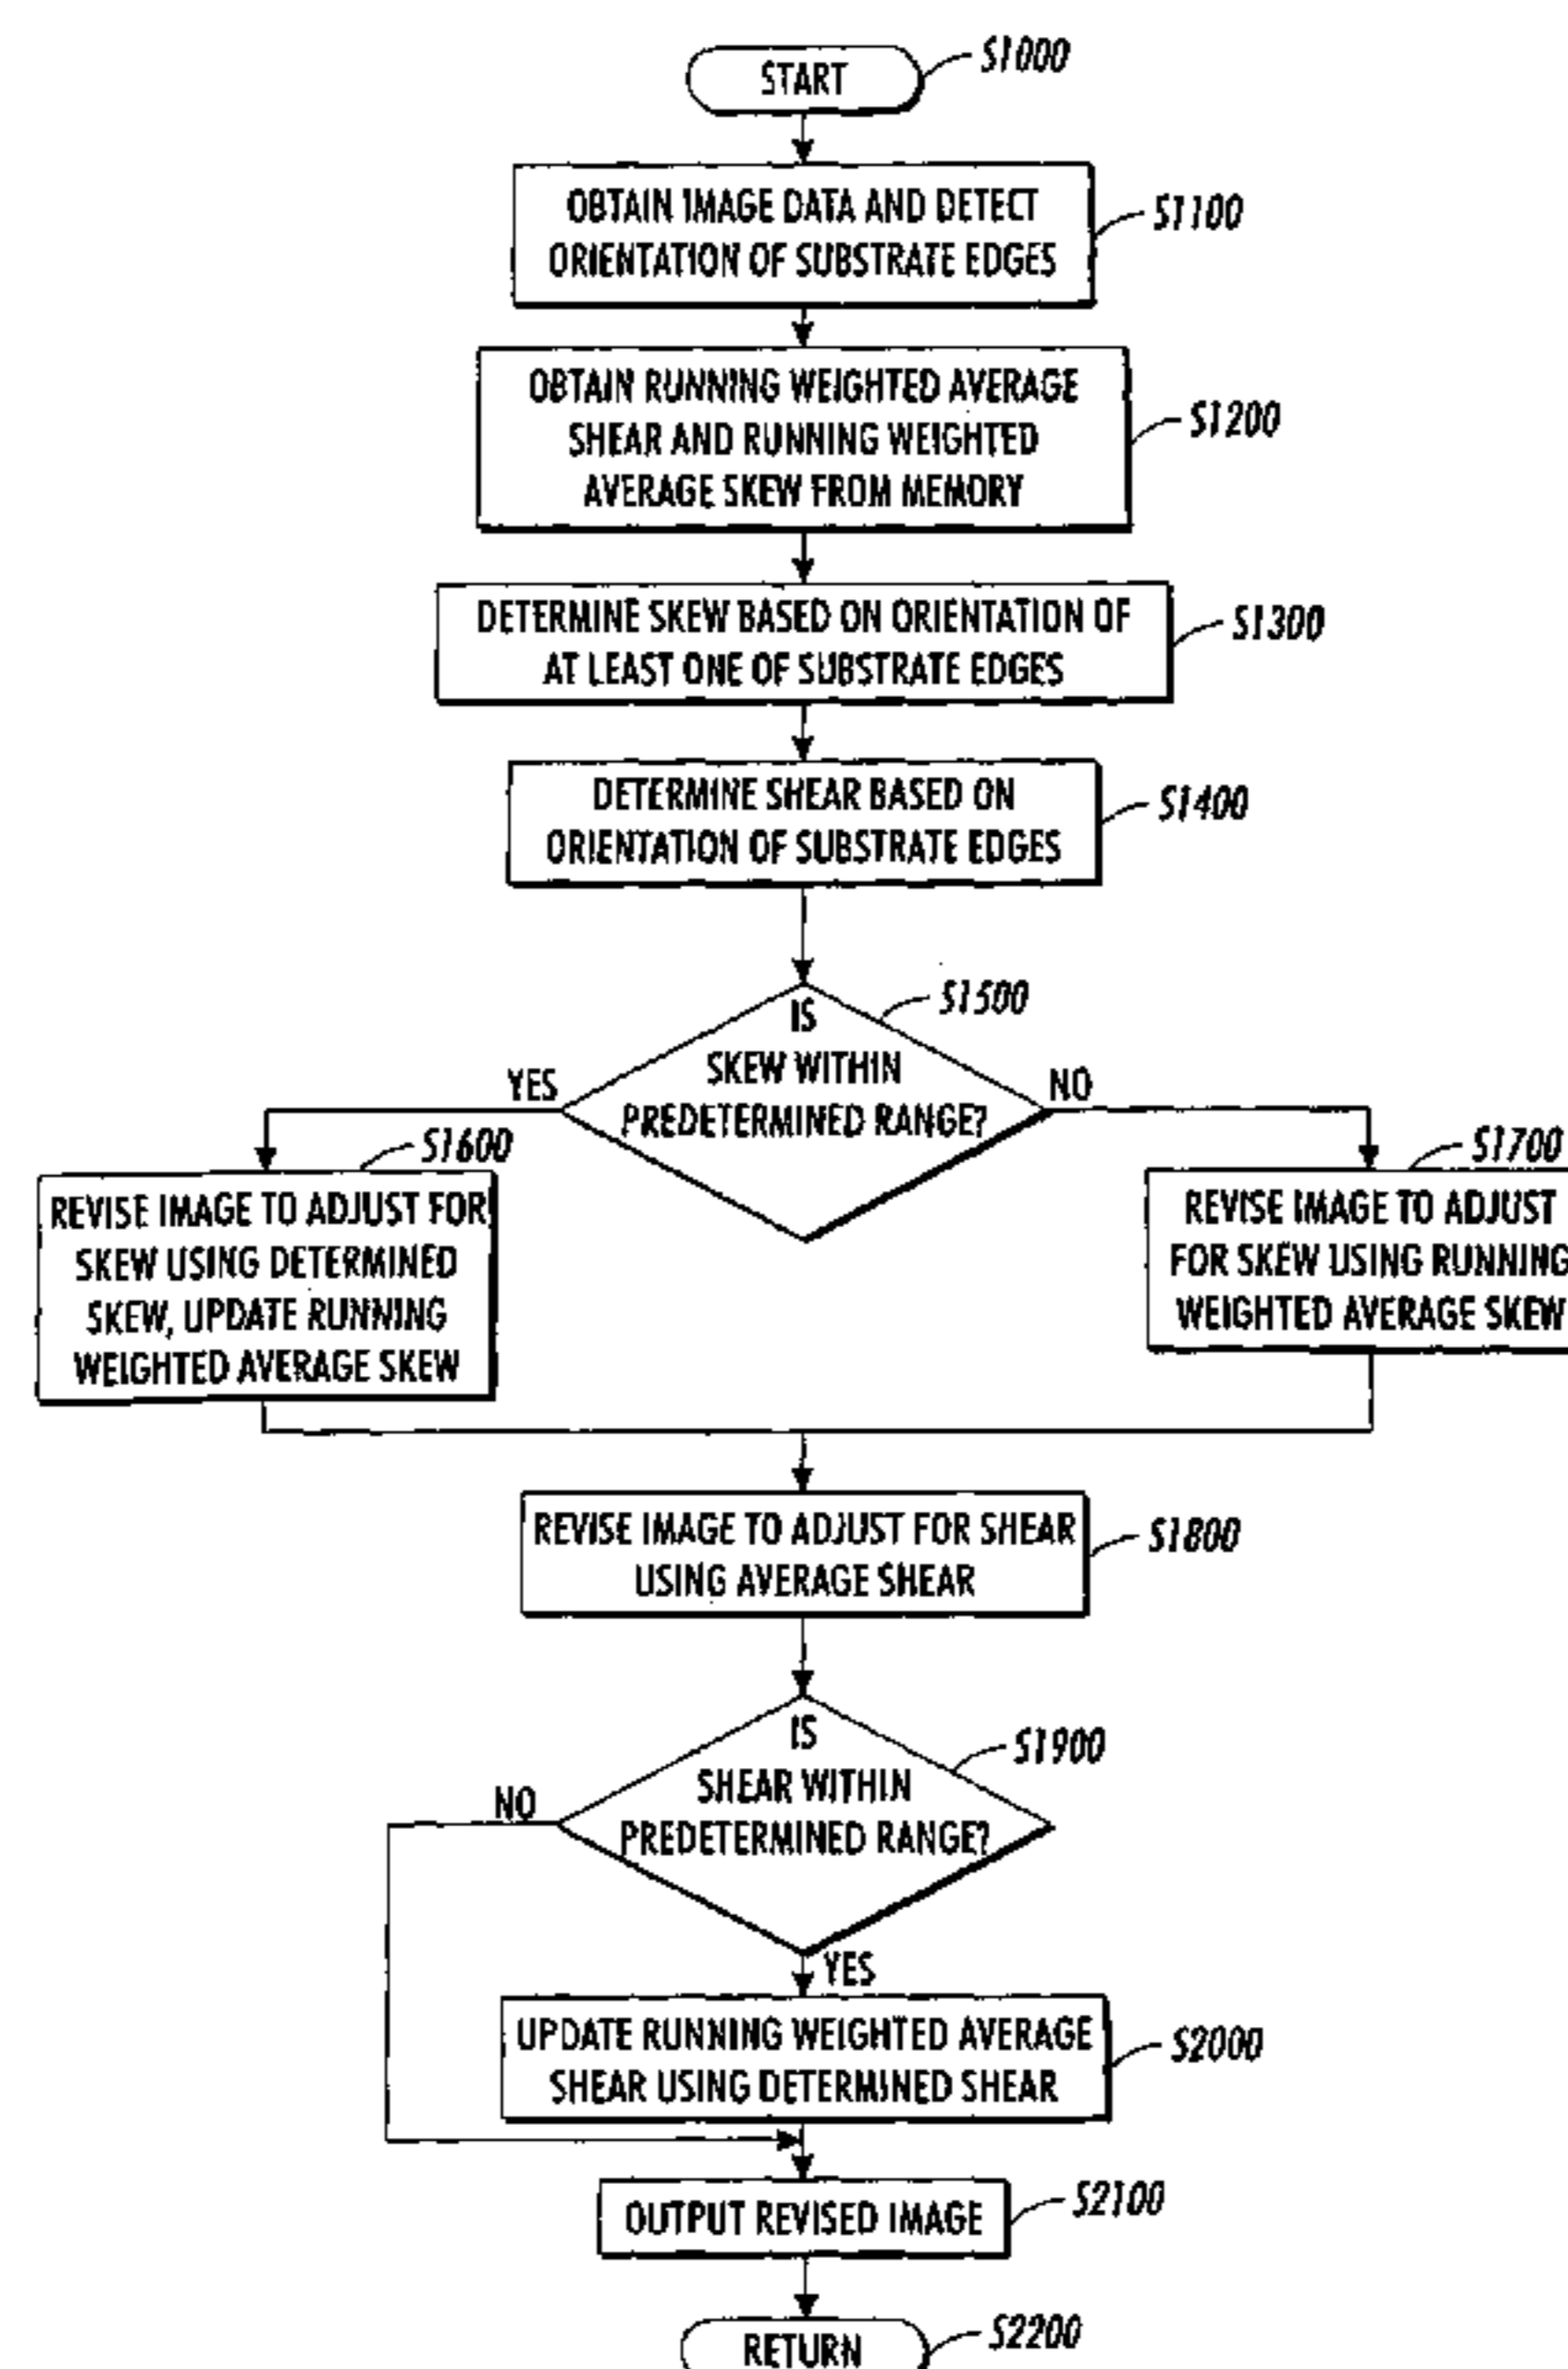 START
S1000
OBTAIN IMAGE DATA AND DETECT
ORIENTATION OF SUBSTRATE EDGES
S1100
OBTAIN RUNNING WEIGHTED AVERAGE
SHEAR AND RUNNING WEIGHTED
AVERAGE SKEW FROM MEMORY
S1200
DETERMINE SKEW BASED ON ORIENTATION OF
AT LEAST ONE OF SUBSTRATE EDGES
S1300
DETERMINE SHEAR BASED ON
ORIENTATION OF SUBSTRATE EDGES
S1400
IS
SKEW WITHIN
PREDETERMINED RANGE?
S1500
YES
NO
S1600
REVISE IMAGE TO ADJUST FOR
SKEW USING DETERMINED
SKEW, UPDATE RUNNING
WEIGHTED AVERAGE SKEW
S1700
REVISE IMAGE TO ADJUST
FOR SKEW USING RUNNING
WEIGHTED AVERAGE SKEW
REVISE IMAGE TO ADJUST FOR SHEAR
USING AVERAGE SHEAR
S1800
IS
SHEAR WITHIN
PREDETERMINED RANGE?
S1900
NO
YES
UPDATE RUNNING WEIGHTED AVERAGE
SHEAR USING DETERMINED SHEAR
S2000
OUTPUT REVISED IMAGE
S2100
RETURN
S2200